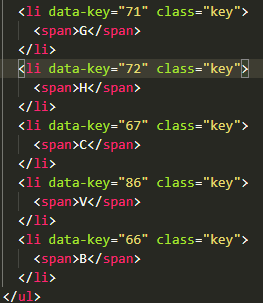 <li data-key="71" class="key">
<span>G</span>
</li>
<li data-key="72" class="key">
<span>H</span>
</li>
<li data-key="67" class="key">
<span>C</span>
</li>
<li data-key="86" class="key">
<span>V</span>
</li>
<li data-key="66" class="key">
<span>B</span>
</li>
</ul>